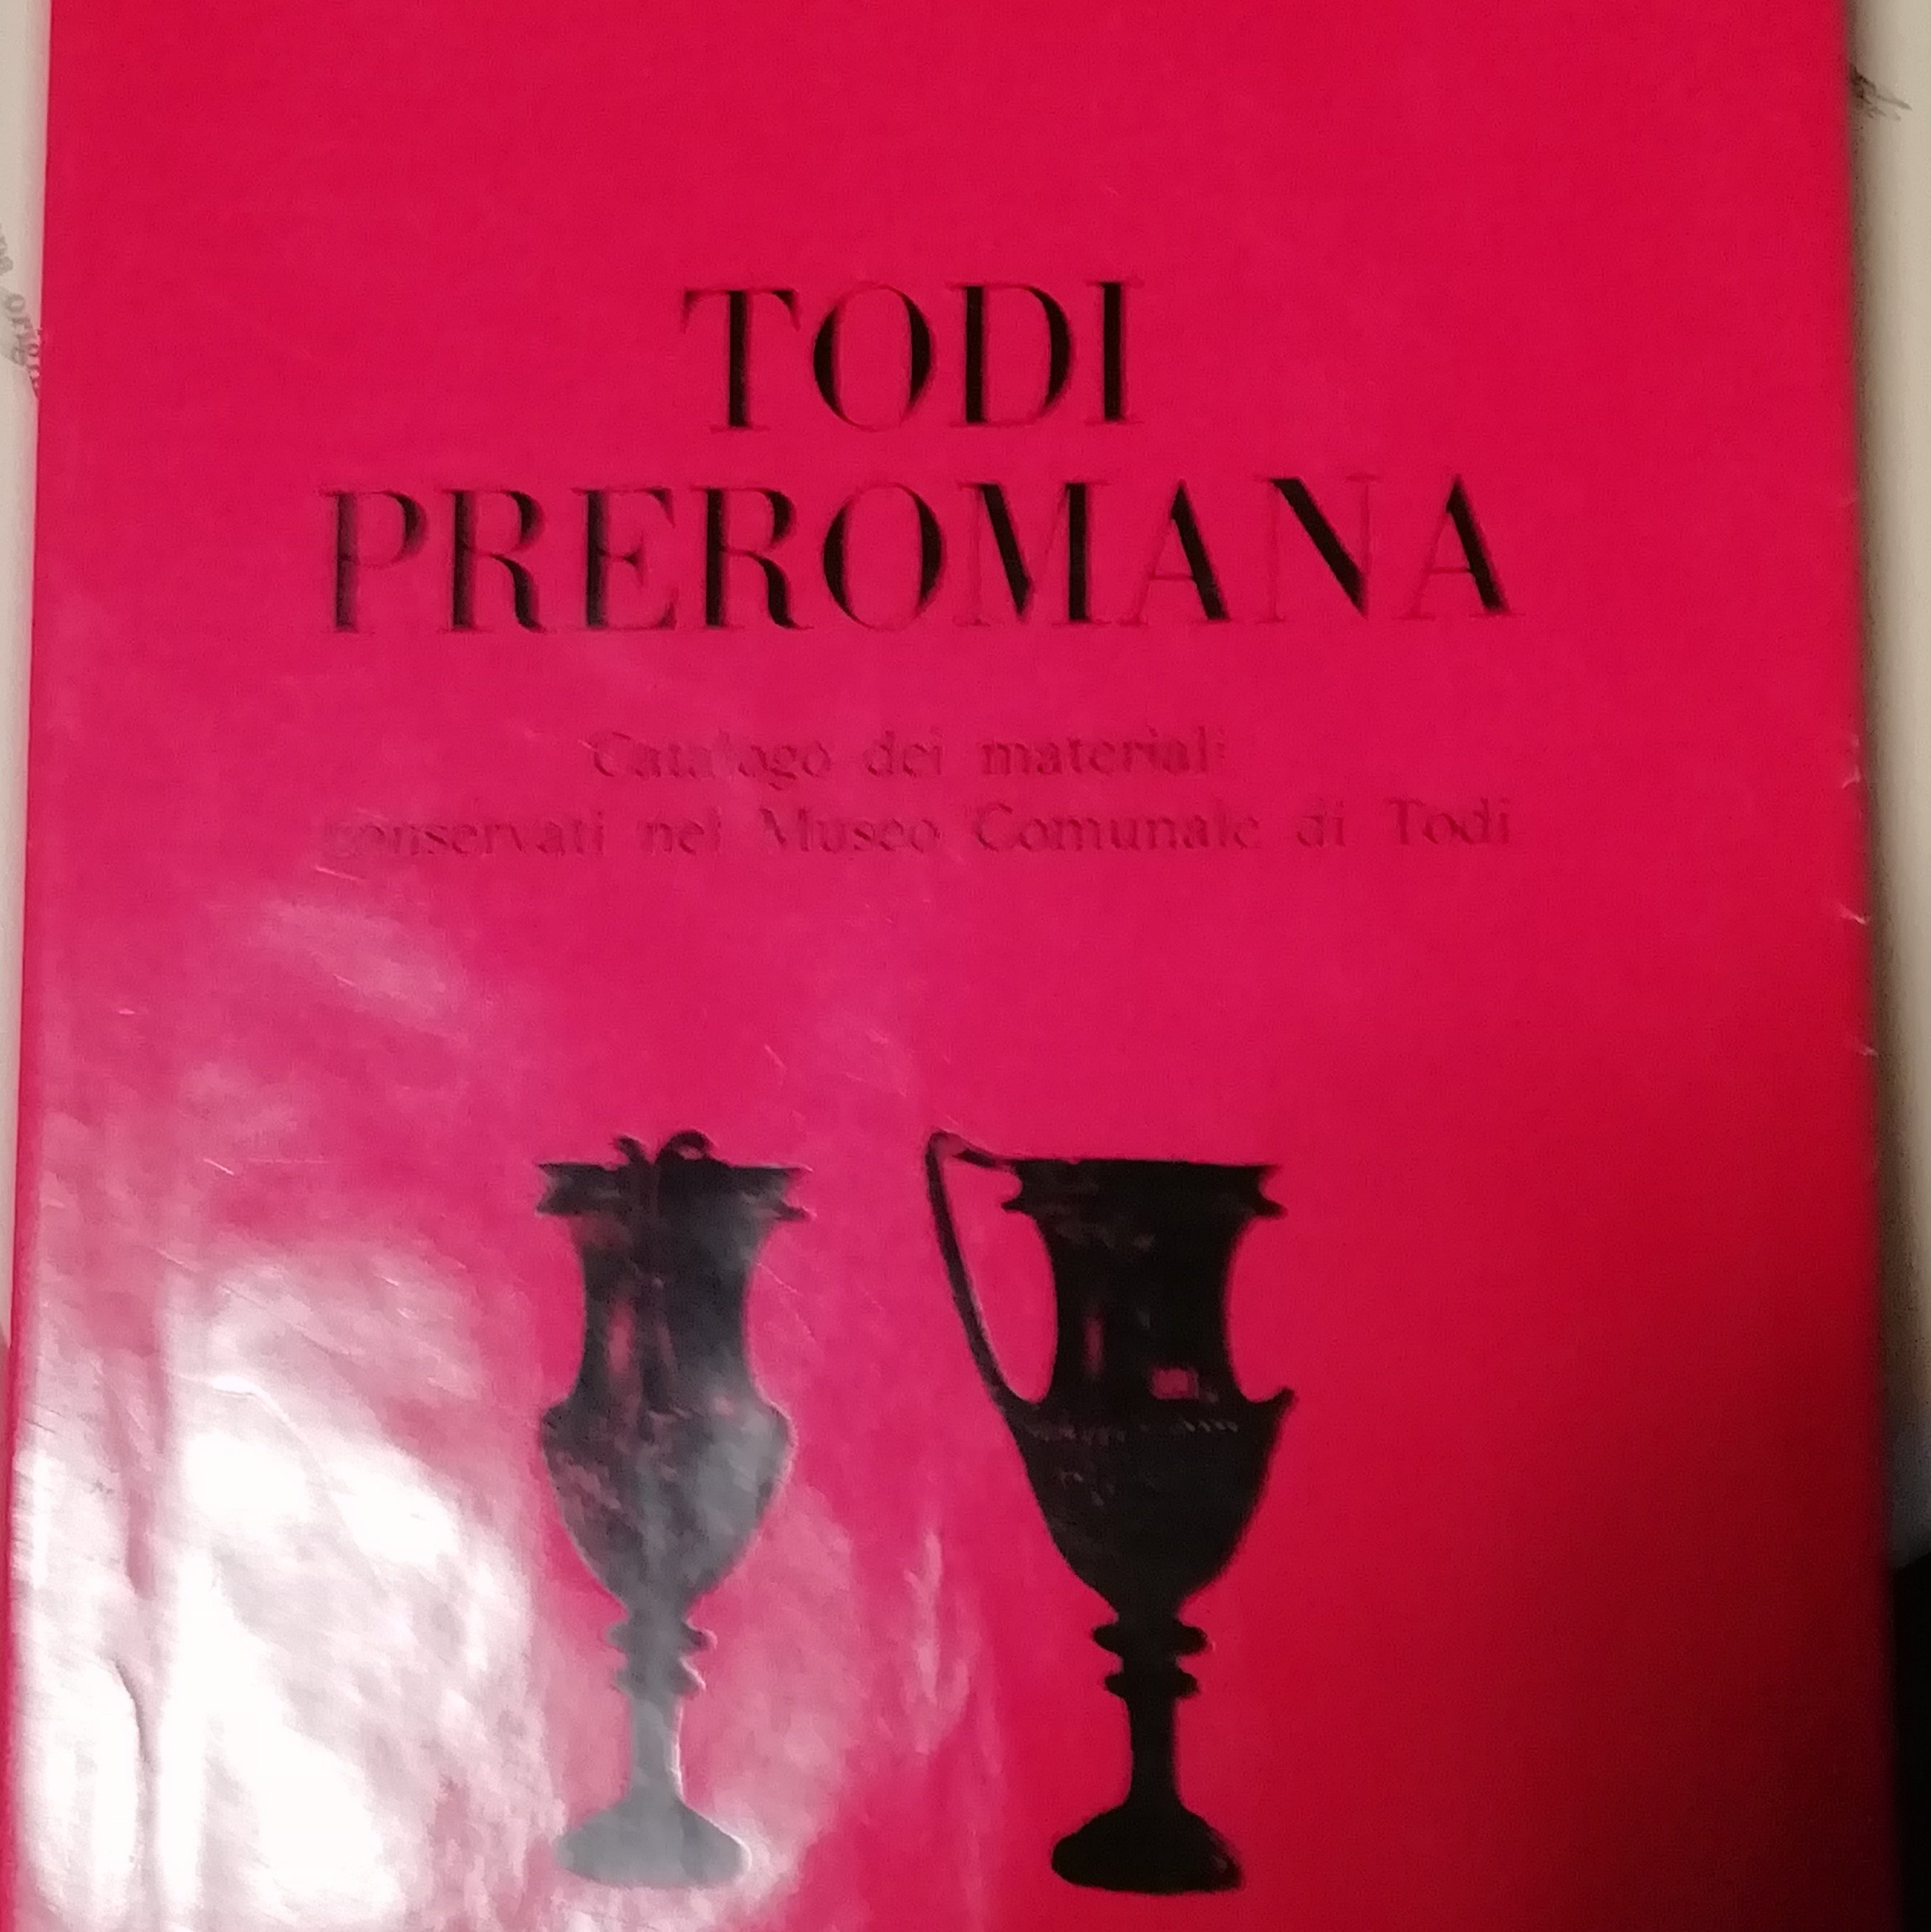 TODI
PREROMANA
Catalogo dei materiali
conservati nel Museo Comunale di Todi